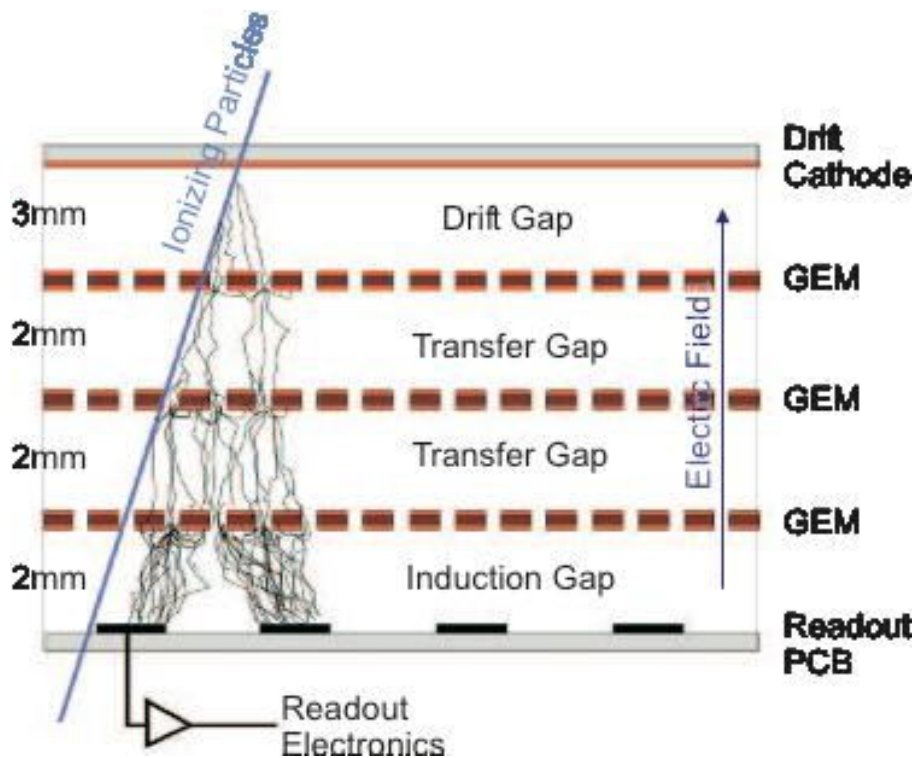 Ionizing Particles
Drift
Cathode
3mm
Drift Gap
GEM
2mm
Transfer Gap
Electric Field
GEM
2mm
Transfer Gap
GEM
2mm
Induction Gap
Readout
PCB
Readout
Electronics